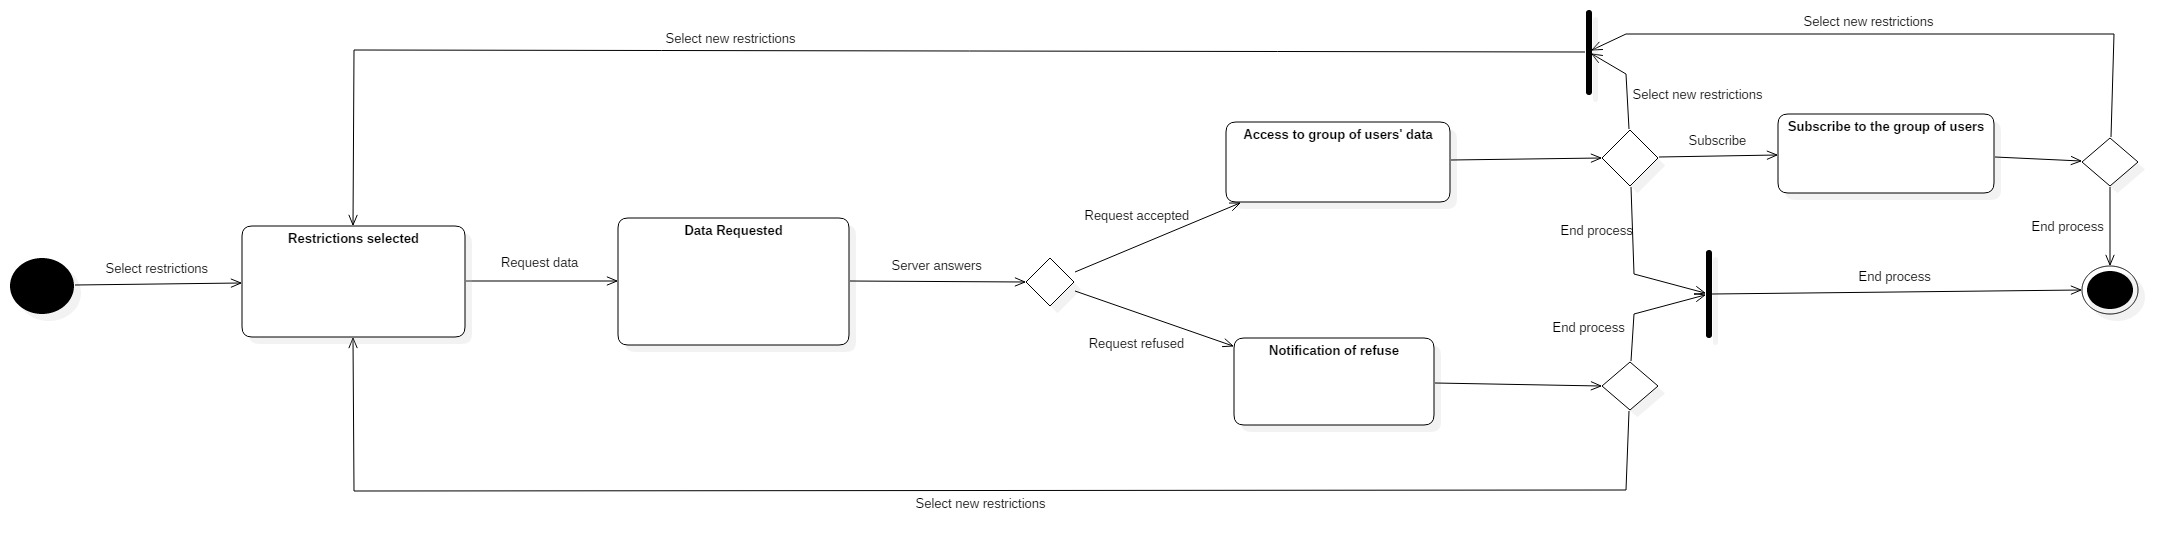 Select new restrictions
Select new restrictions
Select new restrictions
Access to group of users' data
Subscribe to the group of users
Subscribe
Request accepted
Restrictions selected
Data Requested
End process
End process
Select restrictions
Request data
Server answers
End process
End process
Request refused
Notification of refuse
Select new restrictions